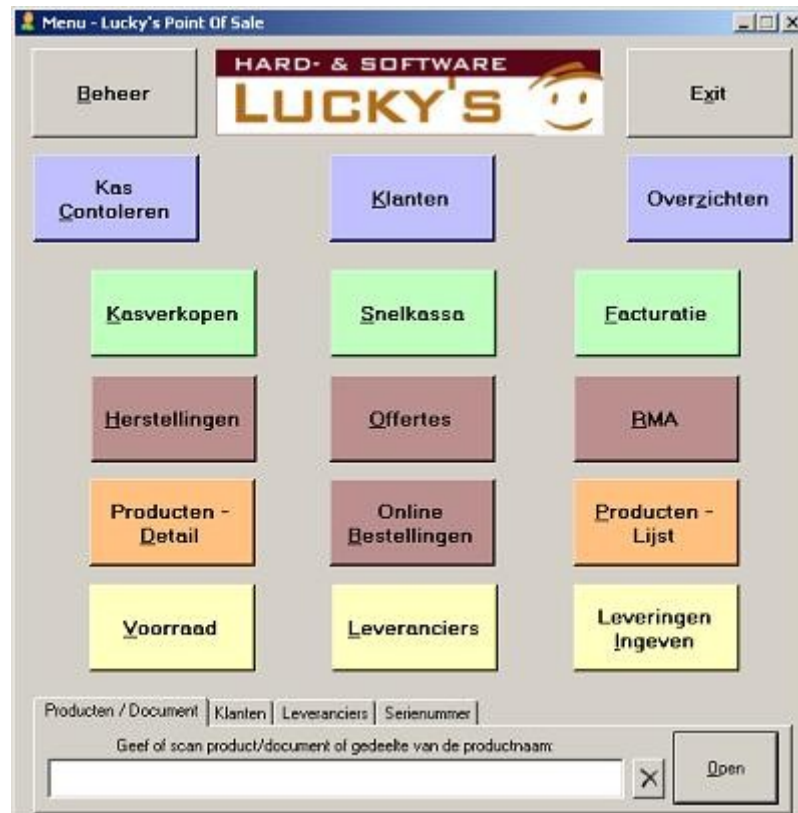 Menu - Lucky's Point Of Sale
Beheer
HARD- & SOFTWARE
LUCKY'S
Exit
Kas
Contoleren
Klanten
Overzichten
Kasverkopen
Snelkassa
Facturatie
Herstellingen
Offertes
RMA
Producten -
Detail
Online
Bestellingen
Producten -
Lijst
Voorraad
Leveranciers
Leveringen
Ingeven
Producten / Document
Klanten
Leveranciers
Serienummer
Geef of scan product/document of gedeelte van de productnaam:
Open